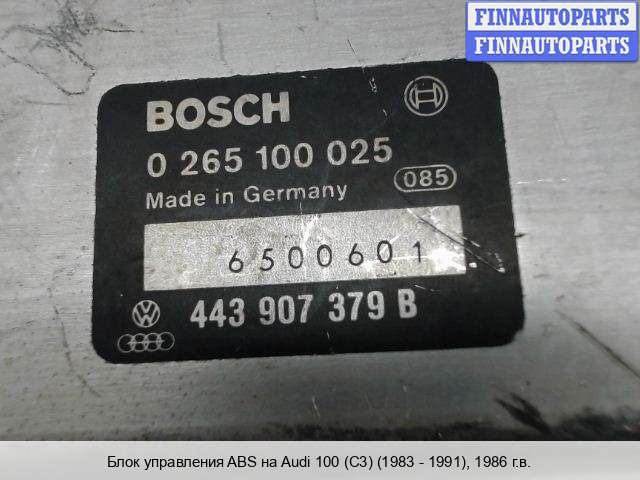 FINNAUTOPARTS
FINNAUTOPARTS
BOSCH
0 265 100 025
Made in Germany 085
6500601
443 907 379 B
Блок управления ABS на Audi 100 (C3) (1983 - 1991), 1986 г.в.